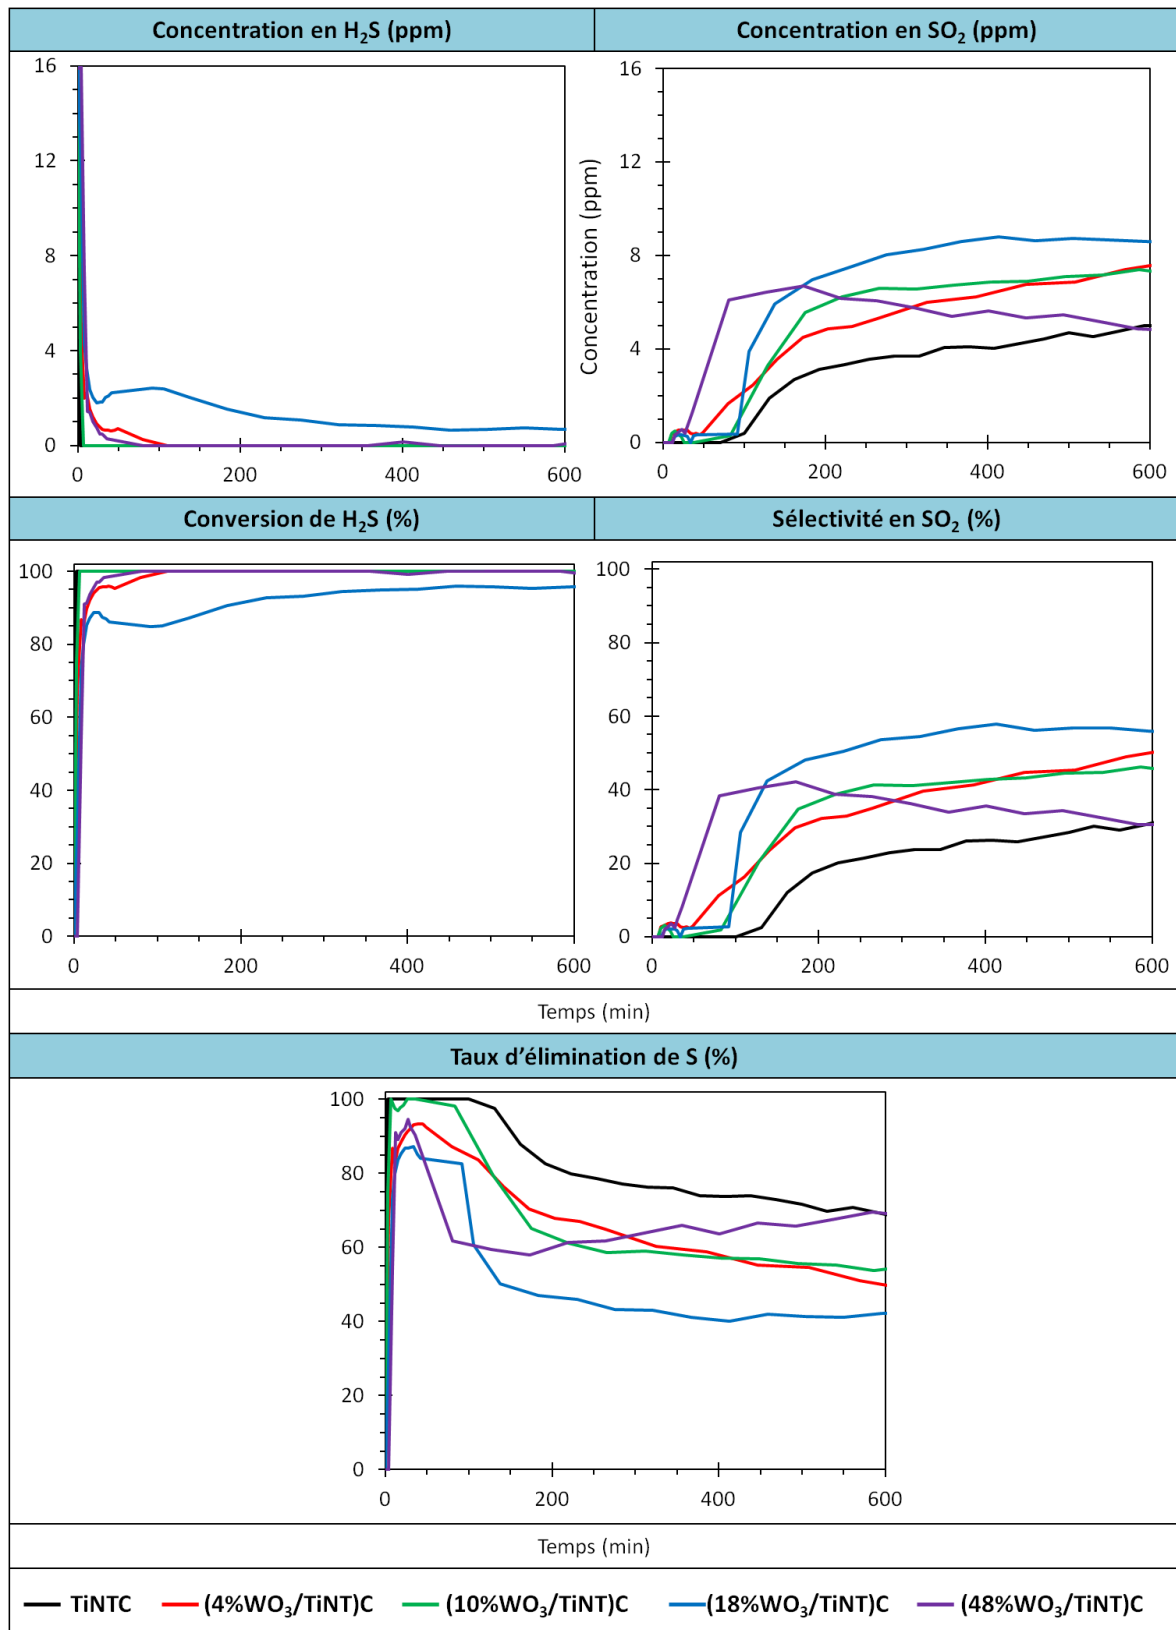 Concentration en H₂S (ppm)
Concentration en SO₂ (ppm)
16
12
8
4
0
0 200 400 600
Concentration (ppm)
16
12
8
4
0
0 200 400 600
Conversion de H₂S (%)
Sélectivité en SO₂ (%)
100
80
60
40
20
0
0 200 400 600
100
80
60
40
20
0
0 200 400 600
Temps (min)
Taux d’élimination de S (%)
100
80
60
40
20
0
0 200 400 600
Temps (min)
TiNTC (4%WO₃/TiNT)C (10%WO₃/TiNT)C (18%WO₃/TiNT)C (48%WO₃/TiNT)C